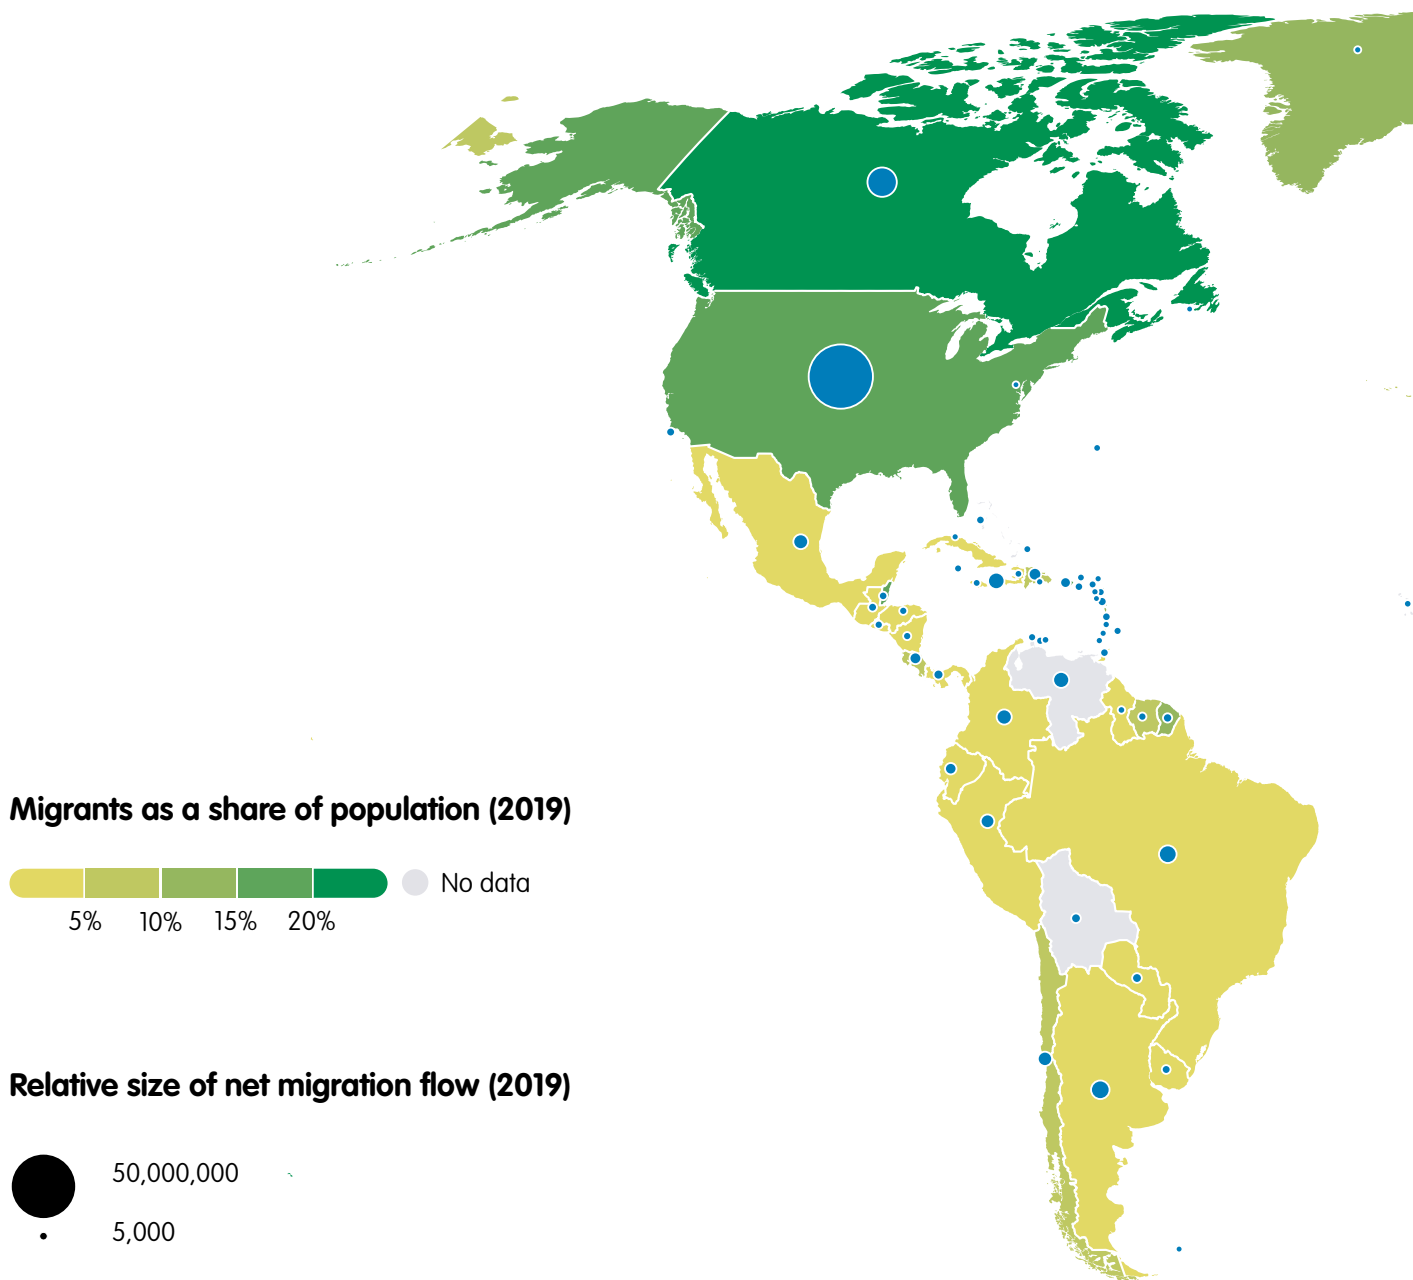 Migrants as a share of population (2019)
No data
5% 10% 15% 20%
Relative size of net migration flow (2019)
50,000,000
5,000